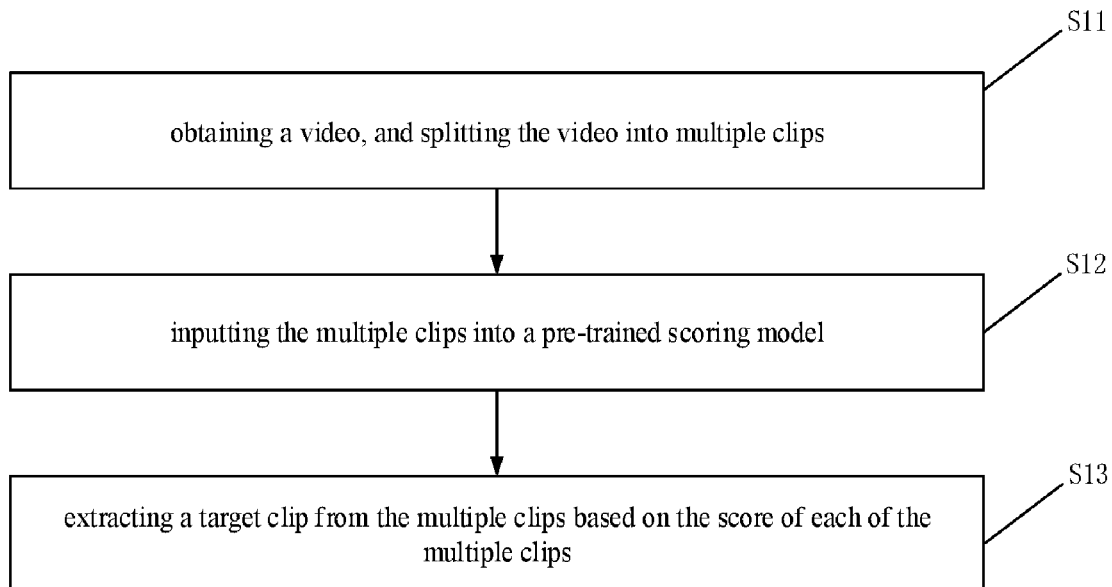 S11
obtaining a video, and splitting the video into multiple clips
S12
inputting the multiple clips into a pre-trained scoring model
S13
extracting a target clip from the multiple clips based on the score of each of the
multiple clips